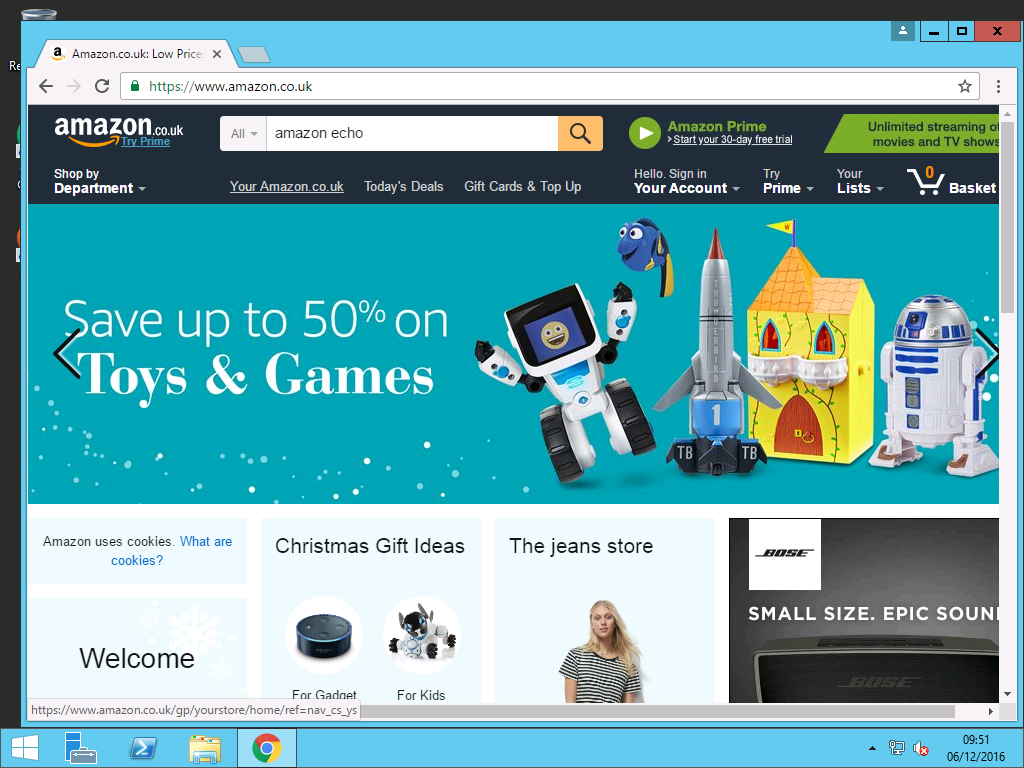 Re
Amazon.co.uk: Low Price
https://www.amazon.co.uk
amazon.co.uk
Try Prime
All
amazon echo
Amazon Prime
Start your 30-day free trial
Unlimited streaming of
movies and TV shows
Shop by
Department
Your Amazon.co.uk
Today's Deals
Gift Cards & Top Up
Hello. Sign in
Your Account
Try
Prime
Your
Lists
0
Basket
Save up to 50% on
Toys & Games
THUNDERBIRD
1
TB
TB
Amazon uses cookies. What are
cookies?
Welcome
Christmas Gift Ideas
For Gadget
For Kids
The jeans store
BOSE
SMALL SIZE. EPIC SOUN
BOSE
https://www.amazon.co.uk/gp/yourstore/home/ref=nav_cs_ys
09:51
06/12/2016